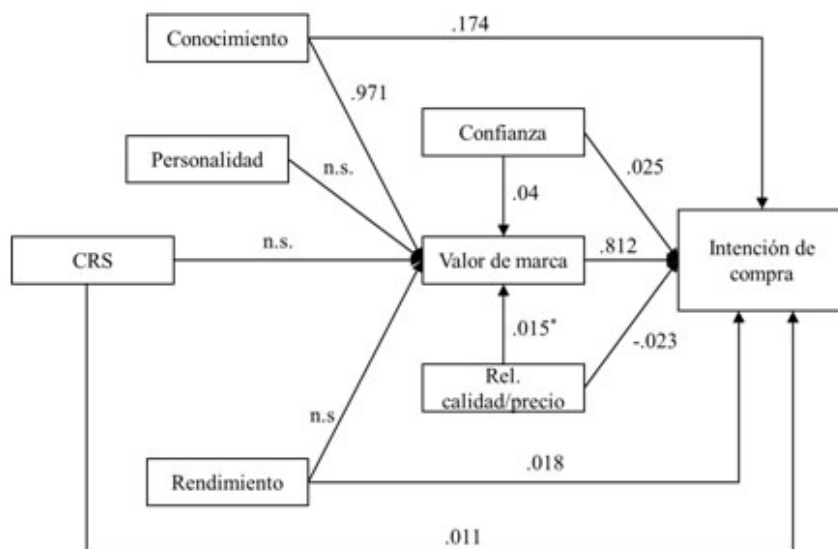 Conocimiento
.174
.971
Confianza
Personalidad
n.s.
.025
.04
CRS
n.s.
Valor de marca
.812
Intención de
compra
.015*
-.023
Rel.
calidad/precio
n.s
Rendimiento
.018
.011